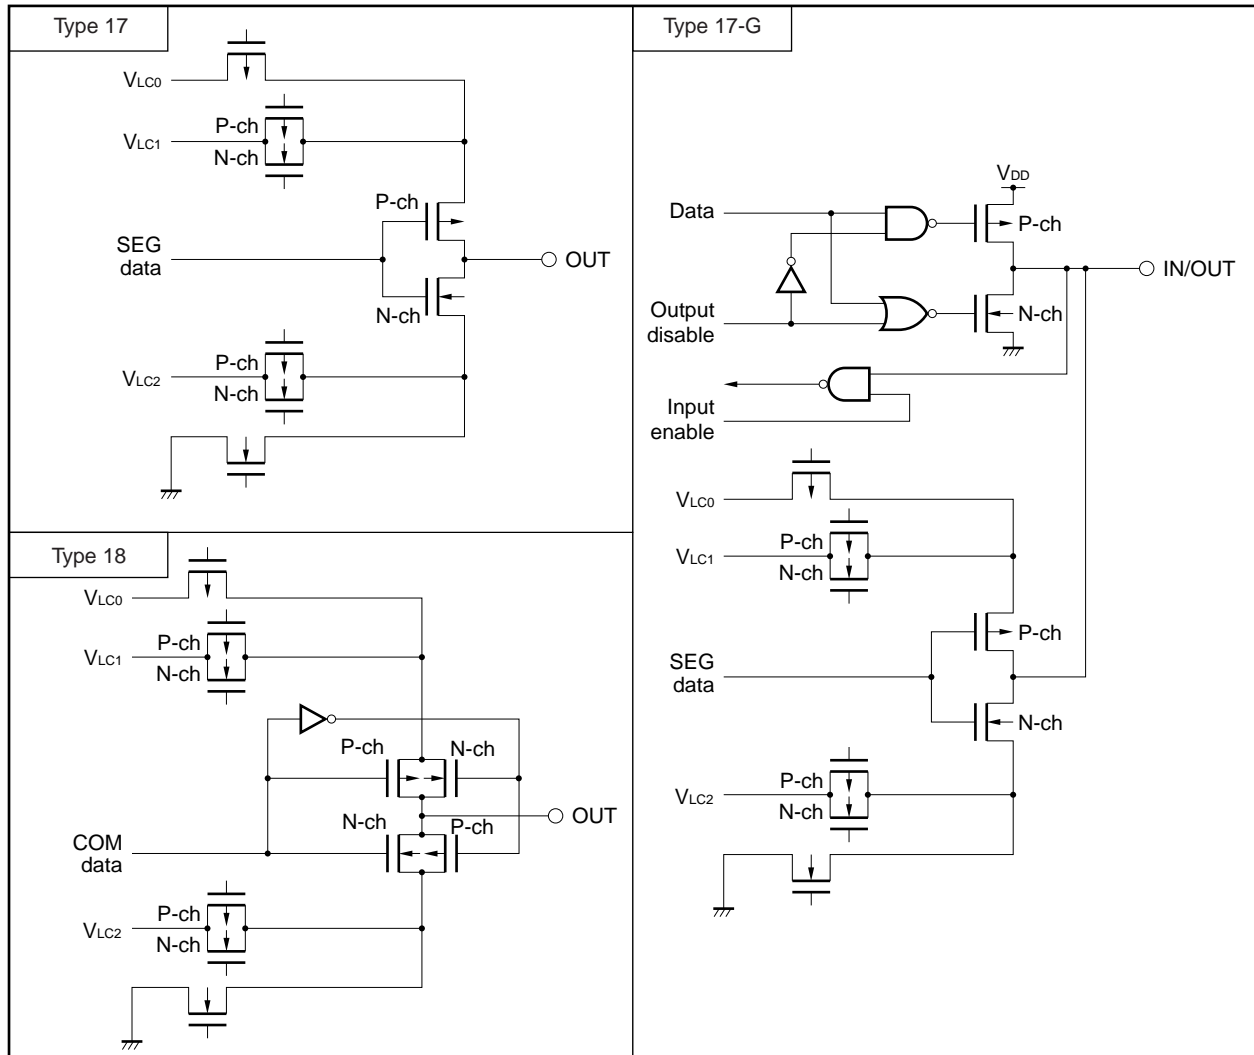 Type 17
VLC0
P-ch
VLC1
N-ch
P-ch
SEG
data
OUT
N-ch
P-ch
VLC2
N-ch
Type 18
VLC0
P-ch
VLC1
N-ch
P-ch
N-ch
N-ch
P-ch
OUT
COM
data
P-ch
VLC2
N-ch
Type 17-G
VDD
Data
P-ch
IN/OUT
Output
disable
N-ch
Input
enable
VLC0
P-ch
VLC1
N-ch
P-ch
SEG
data
N-ch
P-ch
VLC2
N-ch